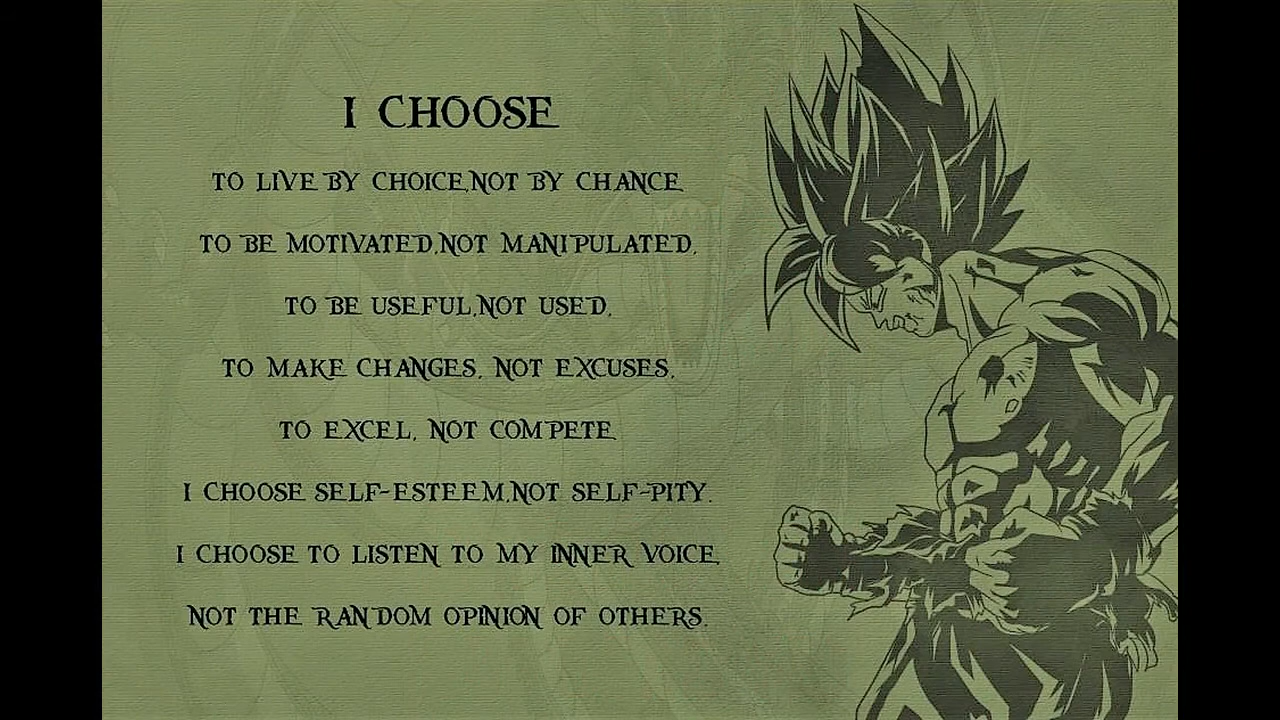 I CHOOSE
TO LIVE BY CHOICE,NOT BY CHANCE.
TO BE MOTIVATED,NOT MANIPULATED,
TO BE USEFUL,NOT USED,
TO MAKE CHANGES, NOT EXCUSES,
TO EXCEL, NOT COMPETE.
I CHOOSE SELF-ESTEEM,NOT SELF-PITY.
I CHOOSE TO LISTEN TO MY INNER VOICE,
NOT THE RANDOM OPINION OF OTHERS.